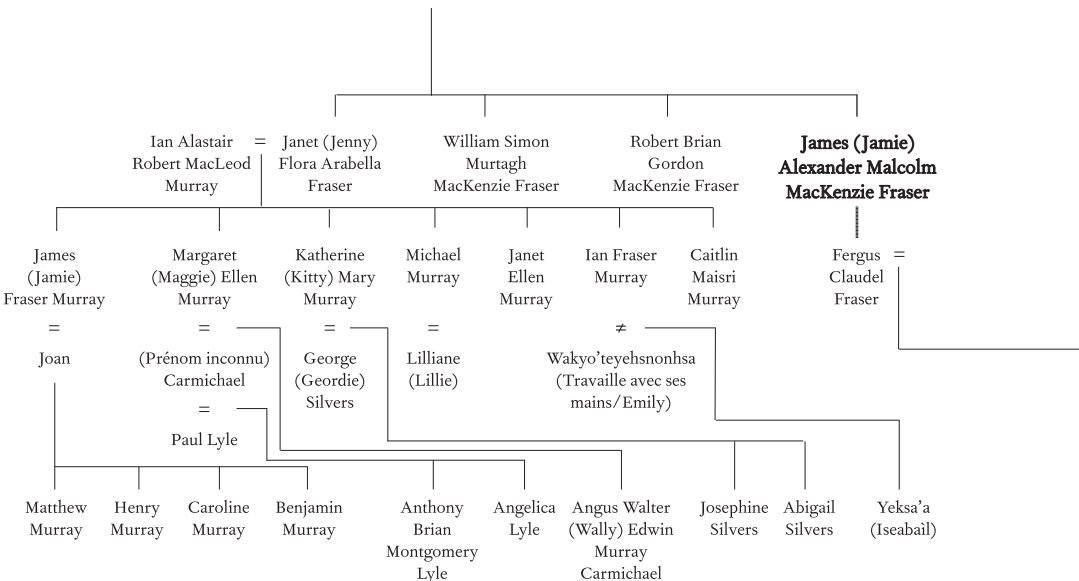 Ian Alastair
Robert MacLeod
Murray
=
Janet (Jenny)
Flora Arabella
Fraser
William Simon
Murtagh
MacKenzie Fraser
Robert Brian
Gordon
MacKenzie Fraser
James (Jamie)
Alexander Malcolm
MacKenzie Fraser
James
(Jamie)
Fraser Murray
Margaret
(Maggie) Ellen
Murray
Katherine
(Kitty) Mary
Murray
Michael
Murray
Janet
Ellen
Murray
Ian Fraser
Murray
Caitlin
Maisri
Murray
Fergus
Claudel
Fraser
=
=
Joan
=
(Prénom inconnu)
Carmichael
=
Paul Lyle
=
George
(Geordie)
Silvers
=
Lilliane
(Lillie)
≠
Wakyo’teyehsnonhsa
(Travaille avec ses
mains/Emily)
Matthew
Murray
Henry
Murray
Caroline
Murray
Benjamin
Murray
Anthony
Brian
Montgomery
Lyle
Angelica
Lyle
Angus Walter
(Wally) Edwin
Murray
Carmichael
Josephine
Silvers
Abigail
Silvers
Yeksa’a
(Iseabaìl)